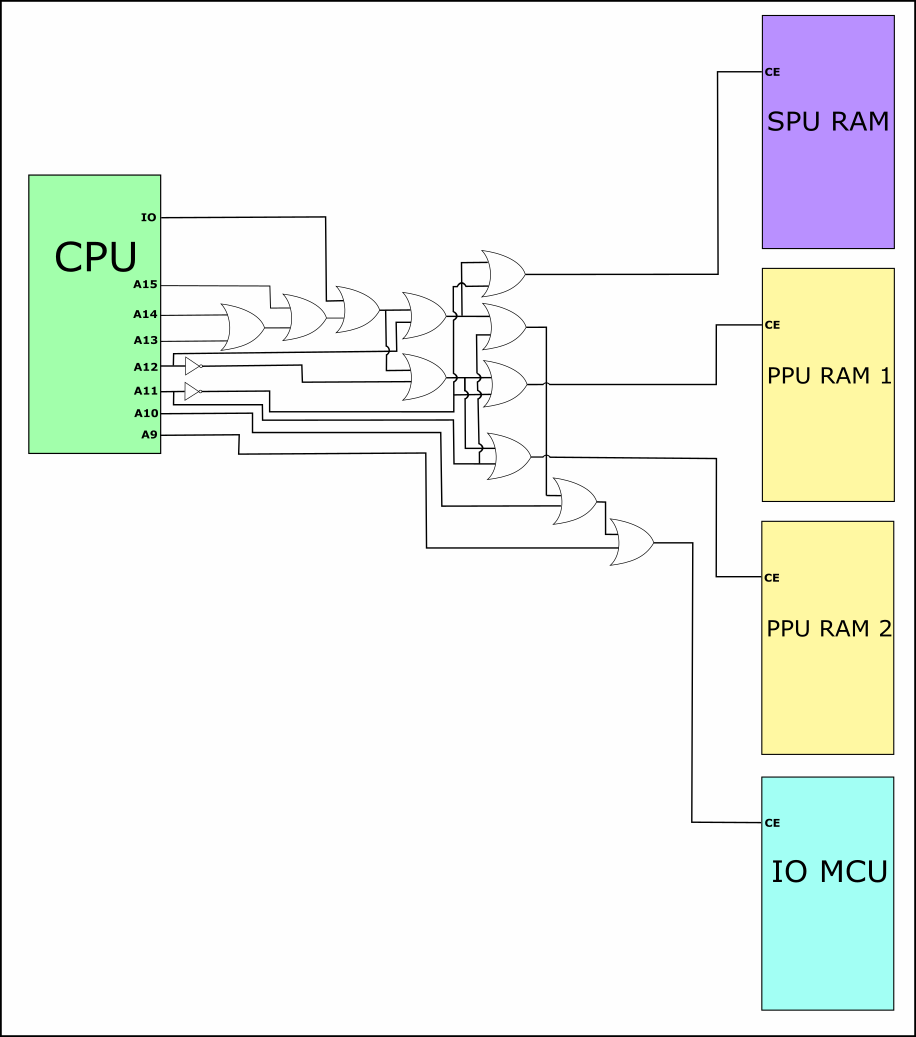 CPU
IO
A15
A14
A13
A12
A11
A10
A9
CE
SPU RAM
CE
PPU RAM 1
CE
PPU RAM 2
CE
IO MCU